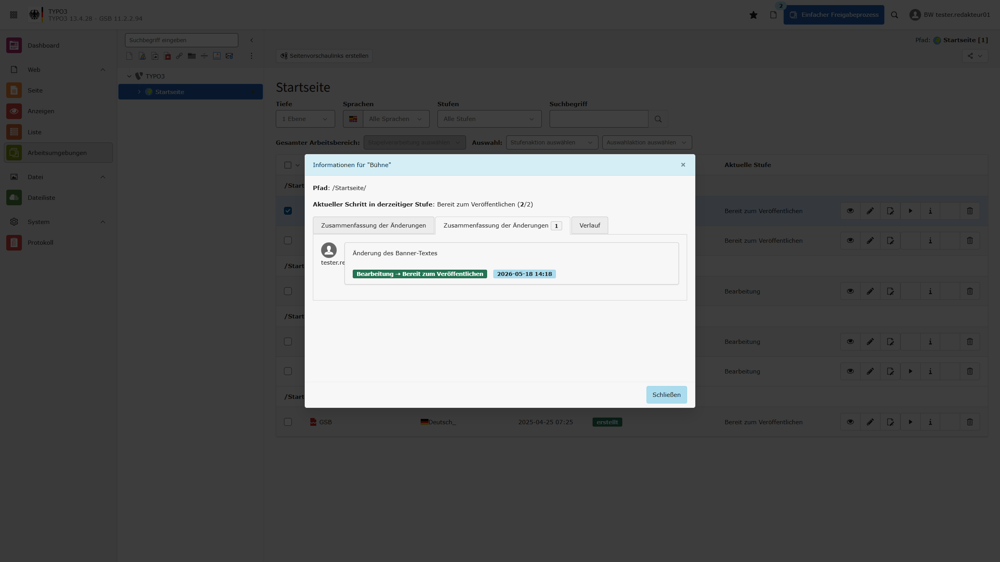 TYPO3
TYPO3 13.4.28 - GSB 11.2.2.94
2
Einfacher Freigabeprozess
BW tester.redakteur01
Dashboard
Web
Seite
Anzeigen
Liste
Arbeitsumgebungen
Datei
Dateiliste
System
Protokoll
Suchbegriff eingeben
TYPO3
Startseite
Pfad: Startseite [1]
Seitenvorschaulinks erstellen
Startseite
Tiefe Sprachen Stufen Suchbegriff
1 Ebene Alle Sprachen Alle Stufen
Gesamter Arbeitsbereich: Stapelverarbeitung auswählen Auswahl: Stufenaktion auswählen Auswahlaktion auswählen
Aktuelle Stufe
/Start
Bereit zum Veröffentlichen
Bereit zum Veröffentlichen
/Start
Bearbeitung
/Start
Bearbeitung
Bearbeitung
/Start
GSB Deutsch_ 2025-04-25 07:25 erstellt Bereit zum Veröffentlichen
Informationen für "Bühne"
×
Pfad: /Startseite/
Aktueller Schritt in derzeitiger Stufe: Bereit zum Veröffentlichen (2/2)
Zusammenfassung der Änderungen Zusammenfassung der Änderungen 1 Verlauf
Änderung des Banner-Textes
tester.re
Bearbeitung → Bereit zum Veröffentlichen 2026-05-18 14:18
Schließen